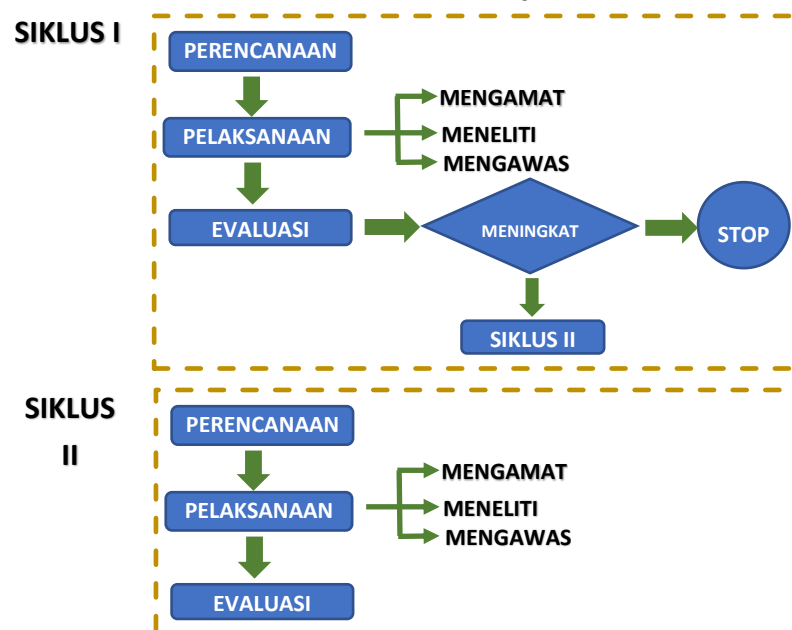 SIKLUS I
PERENCANAAN
PELAKSANAAN
MENGAMAT
MENELITI
MENGAWAS
EVALUASI
MENINGKAT
STOP
SIKLUS II
SIKLUS
II
PERENCANAAN
PELAKSANAAN
MENGAMAT
MENELITI
MENGAWAS
EVALUASI